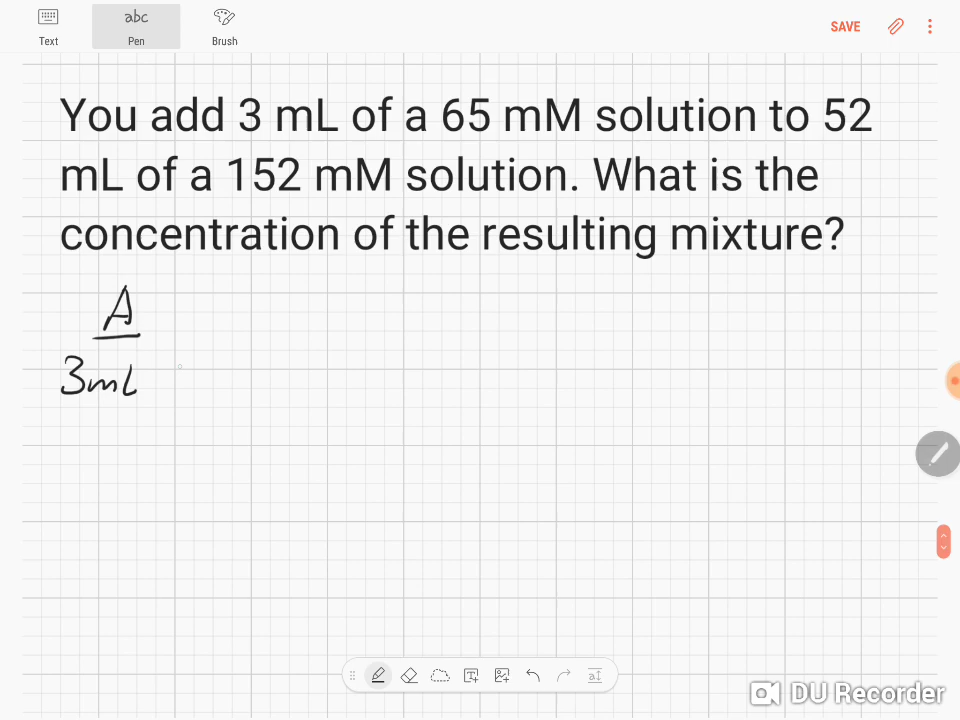 abc
Text
Pen
Brush
SAVE
You add 3 mL of a 65 mM solution to 52
mL of a 152 mM solution. What is the
concentration of the resulting mixture?
A
3mL
T
aI
DU Recorder